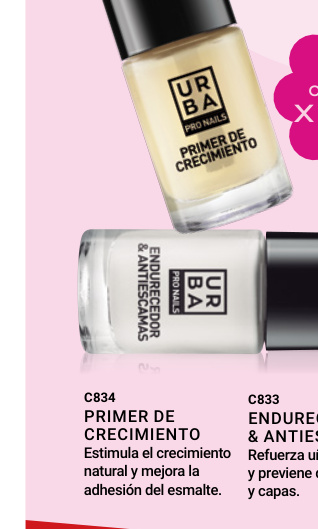 UR
BA
PRO NAILS
PRIMER DE
CRECIMIENTO
X
ENDURECEDOR
& ANTIESCAMAS
UR
BA
PRO NAILS
C834
PRIMER DE
CRECIMIENTO
Estimula el crecimiento
natural y mejora la
adhesión del esmalte.
C833
& 
y previene
y capas.